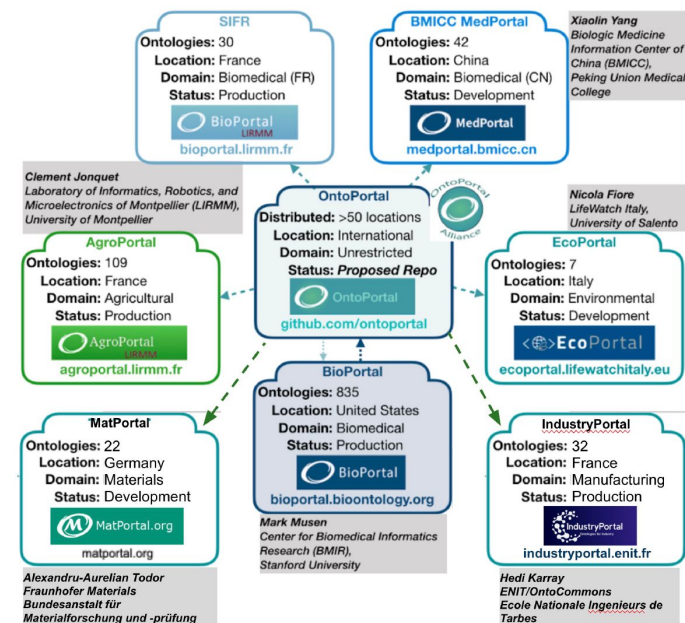 SIFR
Ontologies: 30
Location: France
Domain: Biomedical (FR)
Status: Production
BioPortal
LIRMM
bioportal.lirmm.fr
BMICC MedPortal
Ontologies: 42
Location: China
Domain: Biomedical (CN)
Status: Development
MedPortal
medportal.bmicc.cn
Xiaolin Yang
Biologic Medicine
Information Center of
China (BMICC),
Peking Union Medical
College
Clement Jonquet
Laboratory of Informatics, Robotics, and
Microelectronics of Montpellier (LIRMM),
University of Montpellier
OntoPortal
Distributed: >50 locations
Location: International
Domain: Unrestricted
Status: Proposed Repo
OntoPortal
github.com/ontoportal
OntoPortal
Alliance
Nicola Fiore
LifeWatch Italy,
University of Salento
AgroPortal
Ontologies: 109
Location: France
Domain: Agricultural
Status: Production
AgroPortal
LIRMM
agroportal.lirmm.fr
EcoPortal
Ontologies: 7
Location: Italy
Domain: Environmental
Status: Development
<>EcoPortal
ecoportal.lifewatchitaly.eu
BioPortal
Ontologies: 835
Location: United States
Domain: Biomedical
Status: Production
BioPortal
bioportal.bioontology.org
Mark Musen
Center for Biomedical Informatics
Research (BMIR),
Stanford University
MatPortal
Ontologies: 22
Location: Germany
Domain: Materials
Status: Development
M MatPortal.org
matportal.org
Alexandru-Aurelian Todor
Fraunhofer Materials
Bundesanstalt für
Materialforschung und -prüfung
IndustryPortal
Ontologies: 32
Location: France
Domain: Manufacturing
Status: Production
IndustryPortal
industryportal.enit.fr
Hedi Karray
ENIT/OntoCommons
Ecole Nationale Ingenieurs de
Tarbes